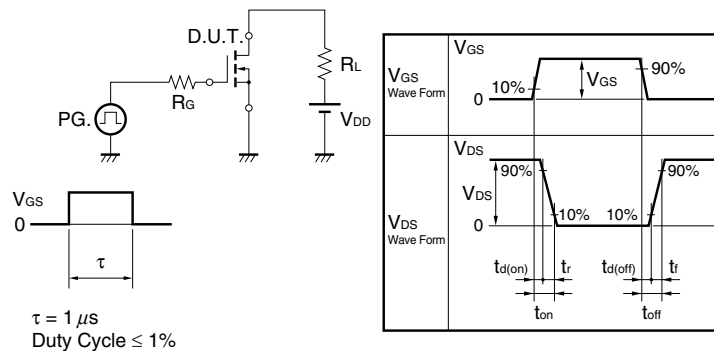 D.U.T.
RL
RG
PG.
VDD
VGS
0
τ
τ = 1 μs
Duty Cycle ≤ 1%
VGS
Wave Form
VGS
10%
0
VGS
90%
VDS
Wave Form
VDS
90%
VDS
0
10%
10%
90%
td(on)
tr
td(off)
tf
ton
toff